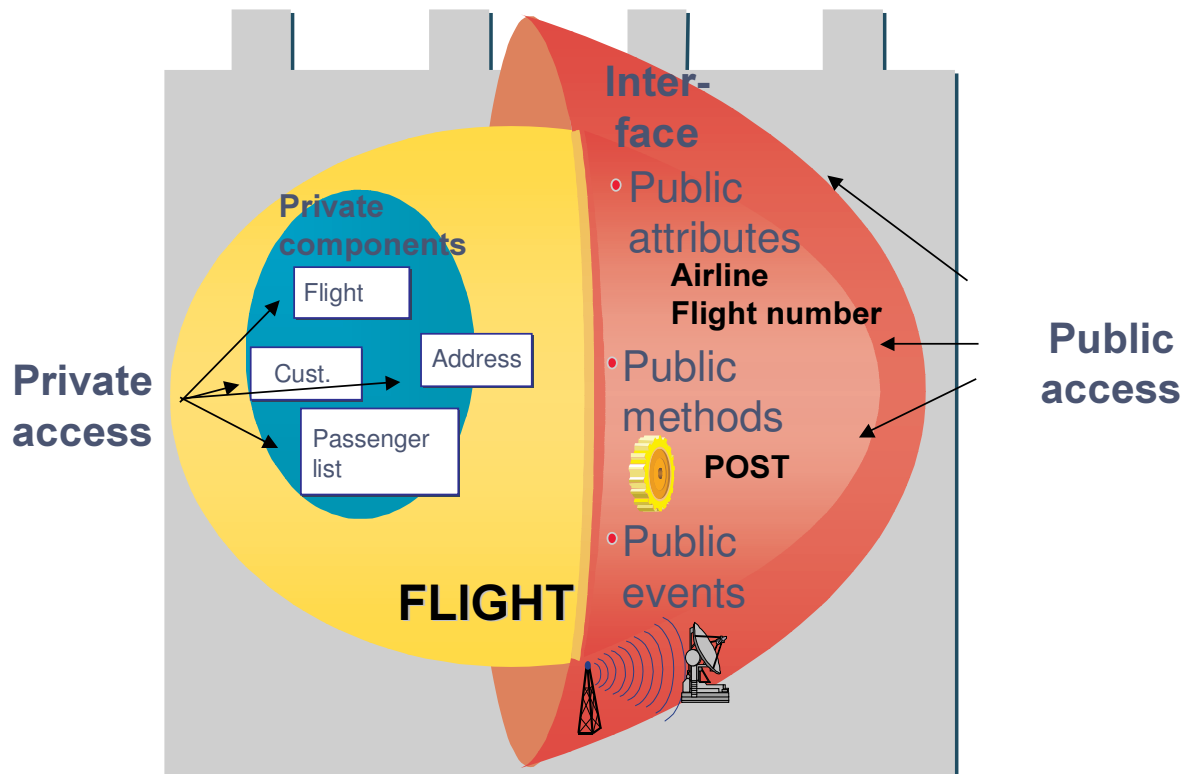 Inter-
face
Public
attributes
Airline
Flight number
Public
methods
POST
Public
events
Private
components
Flight
Address
Cust.
Passenger
list
FLIGHT
Private
access
Public
access